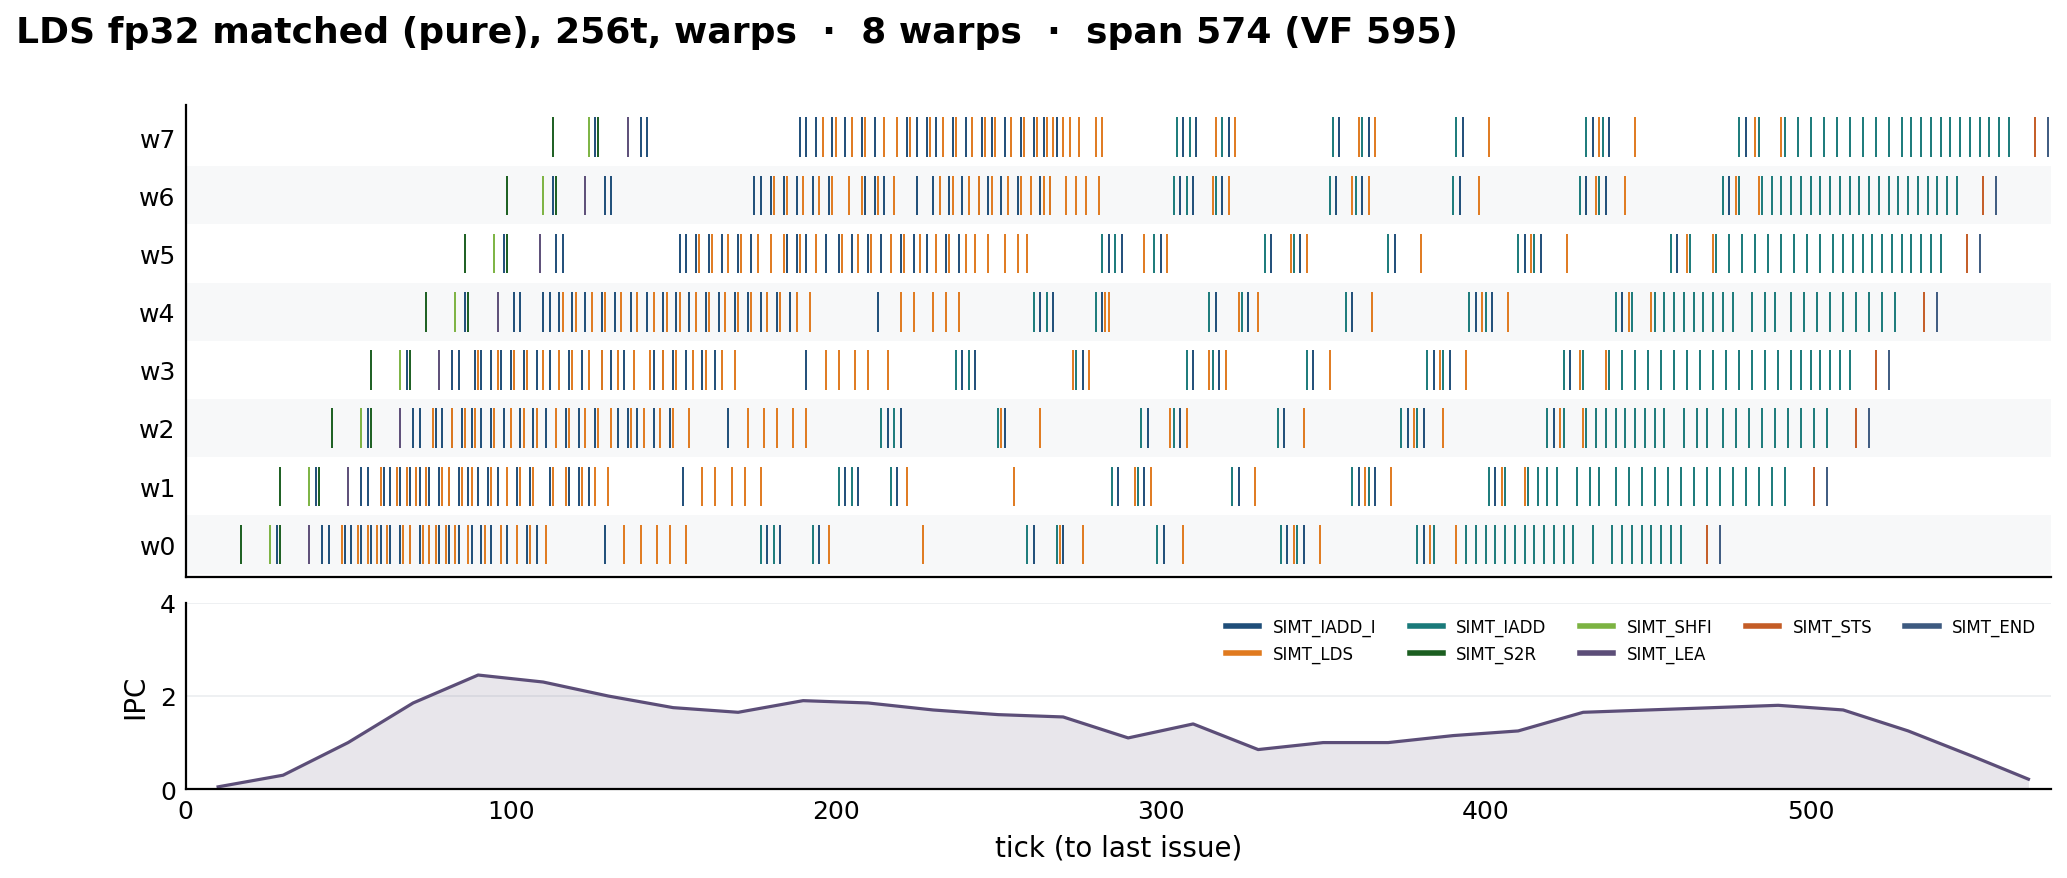 LDS fp32 matched (pure), 256t, warps · 8 warps · span 574 (VF 595)
w7
w6
w5
w4
w3
w2
w1
w0
4
2
0
IPC
SIMT_IADD_I SIMT_IADD SIMT_SHFI SIMT_STS SIMT_END
SIMT_LDS SIMT_S2R SIMT_LEA
0 100 200 300 400 500
tick (to last issue)